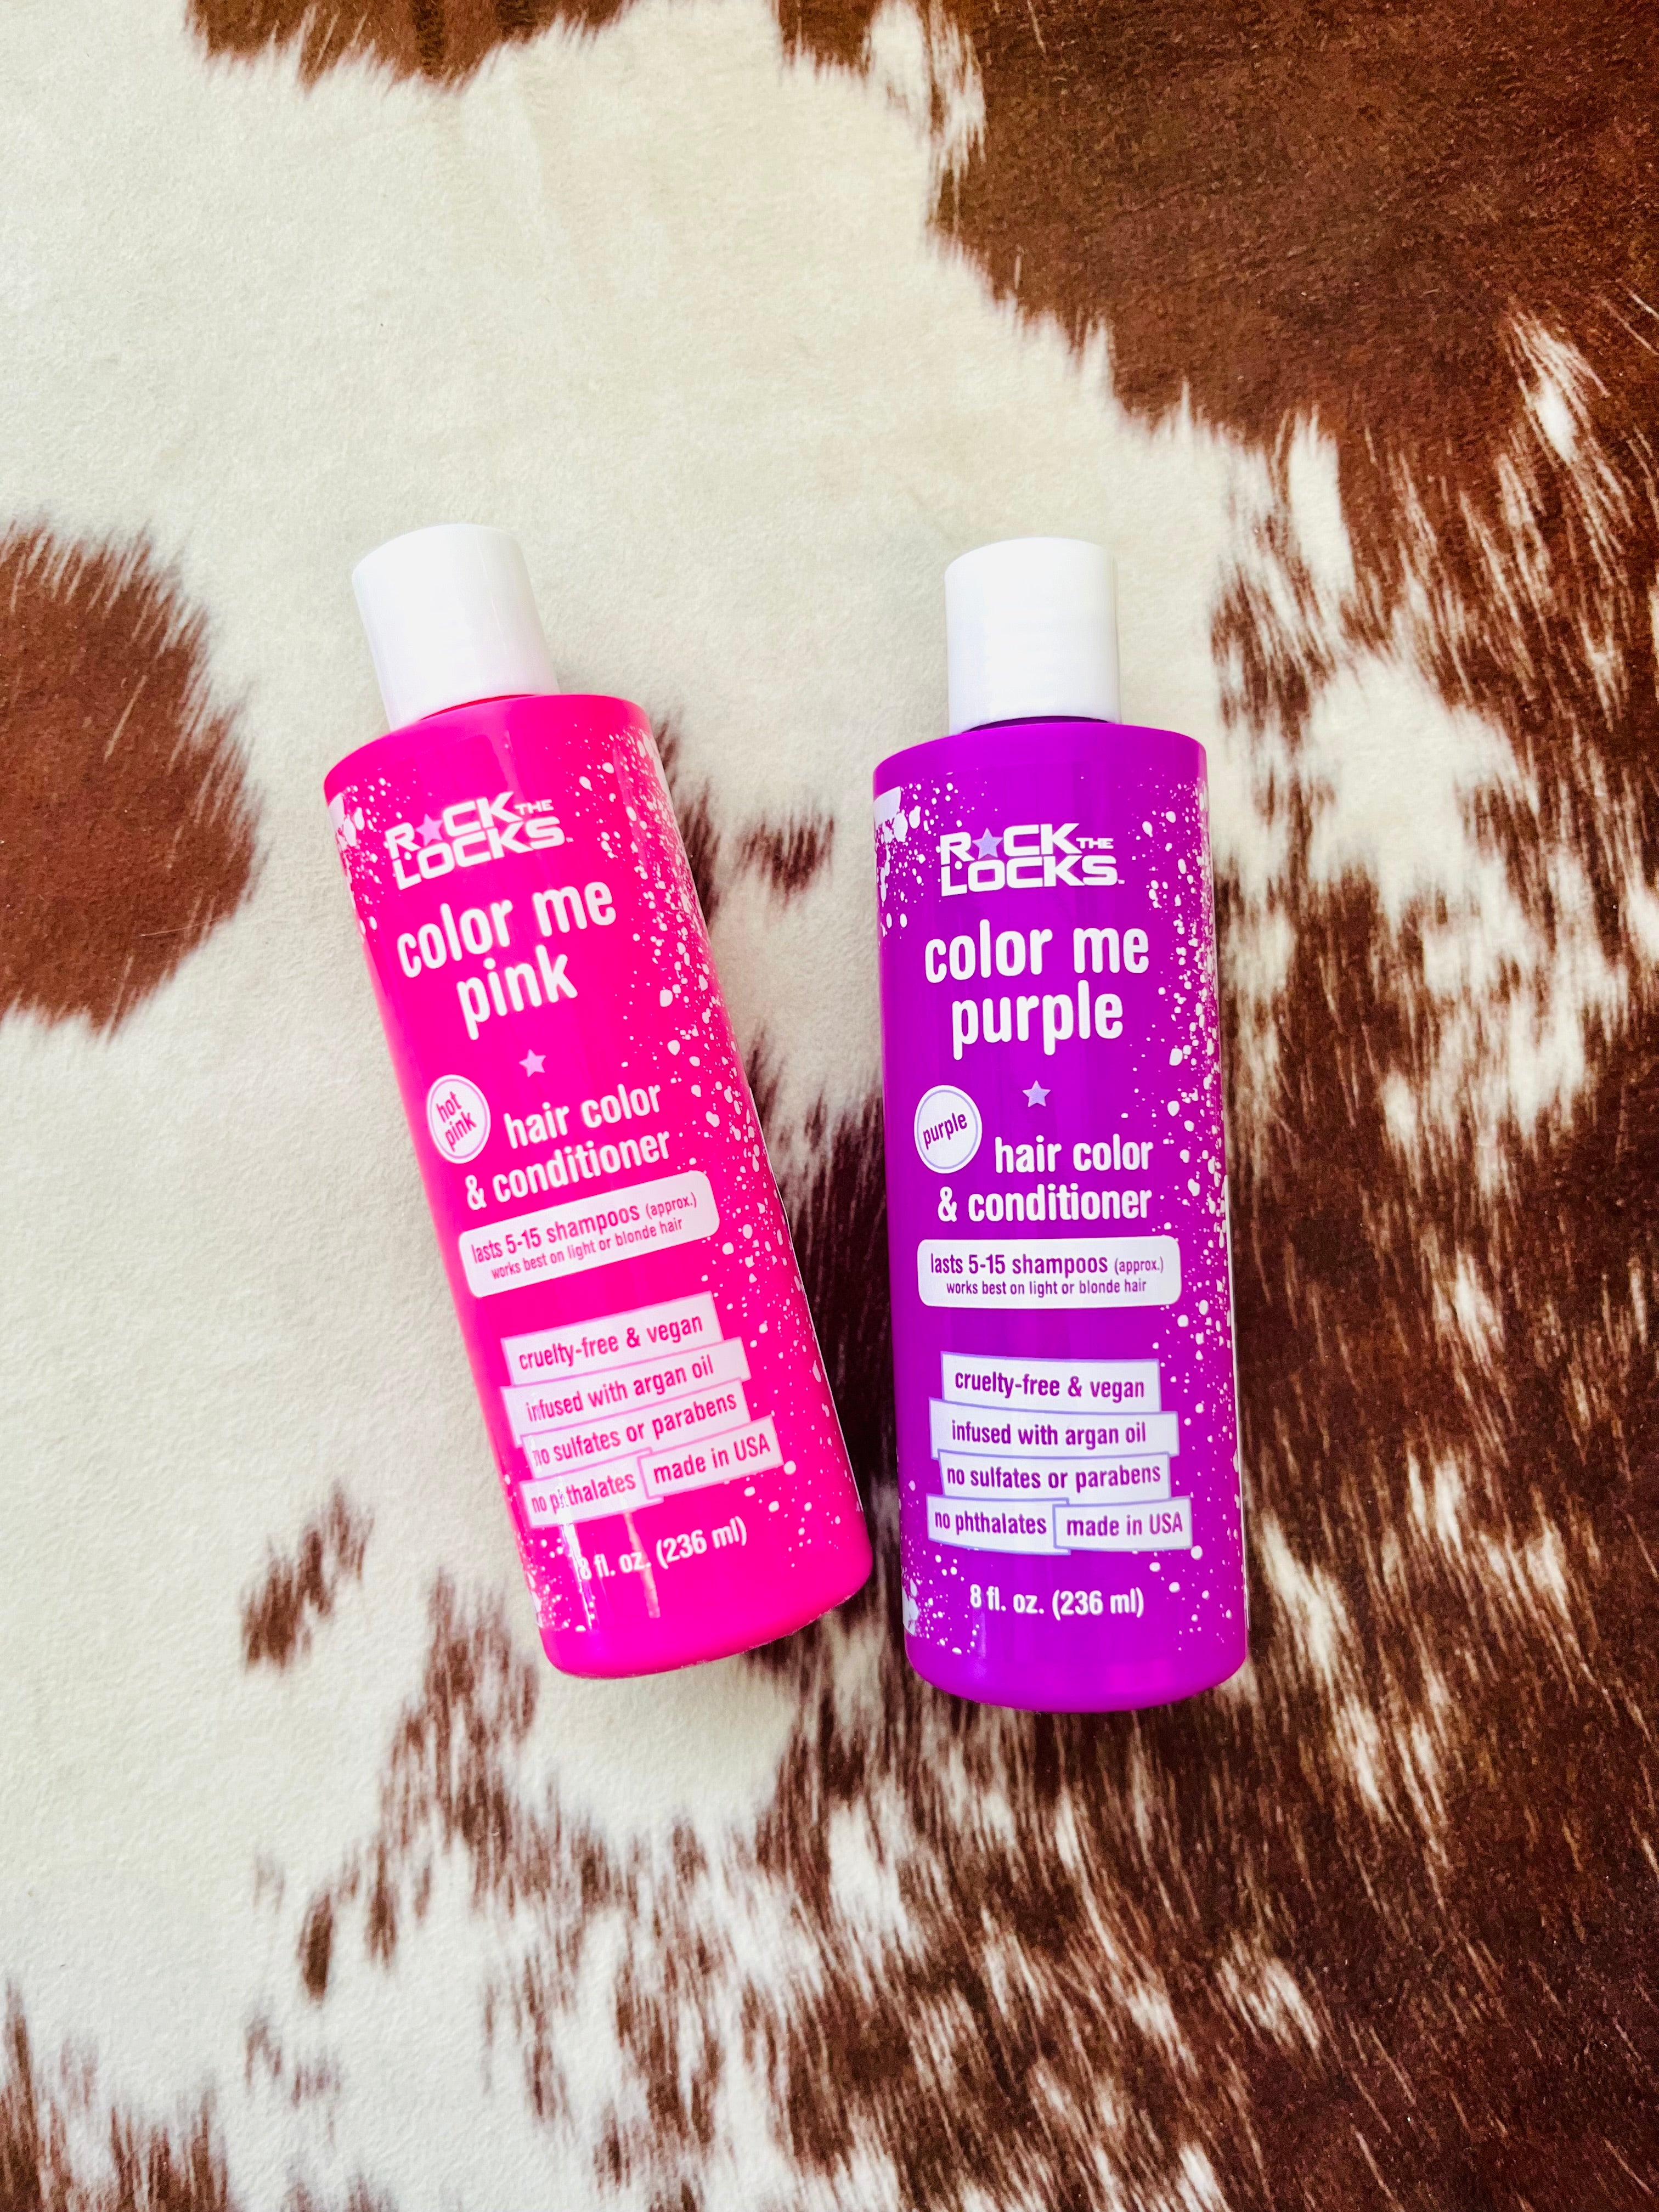 R★CK THE
LOCKS™
color me
pink
hot
pink
hair color
& conditioner
lasts 5-15 shampoos (approx.)
works best on light or blonde hair
cruelty-free & vegan
infused with argan oil
no sulfates or parabens
no phthalates
made in USA
8 fl. oz. (236 ml)
R★CK THE
LOCKS™
color me
purple
purple
hair color
& conditioner
lasts 5-15 shampoos (approx.)
works best on light or blonde hair
cruelty-free & vegan
infused with argan oil
no sulfates or parabens
no phthalates
made in USA
8 fl. oz. (236 ml)